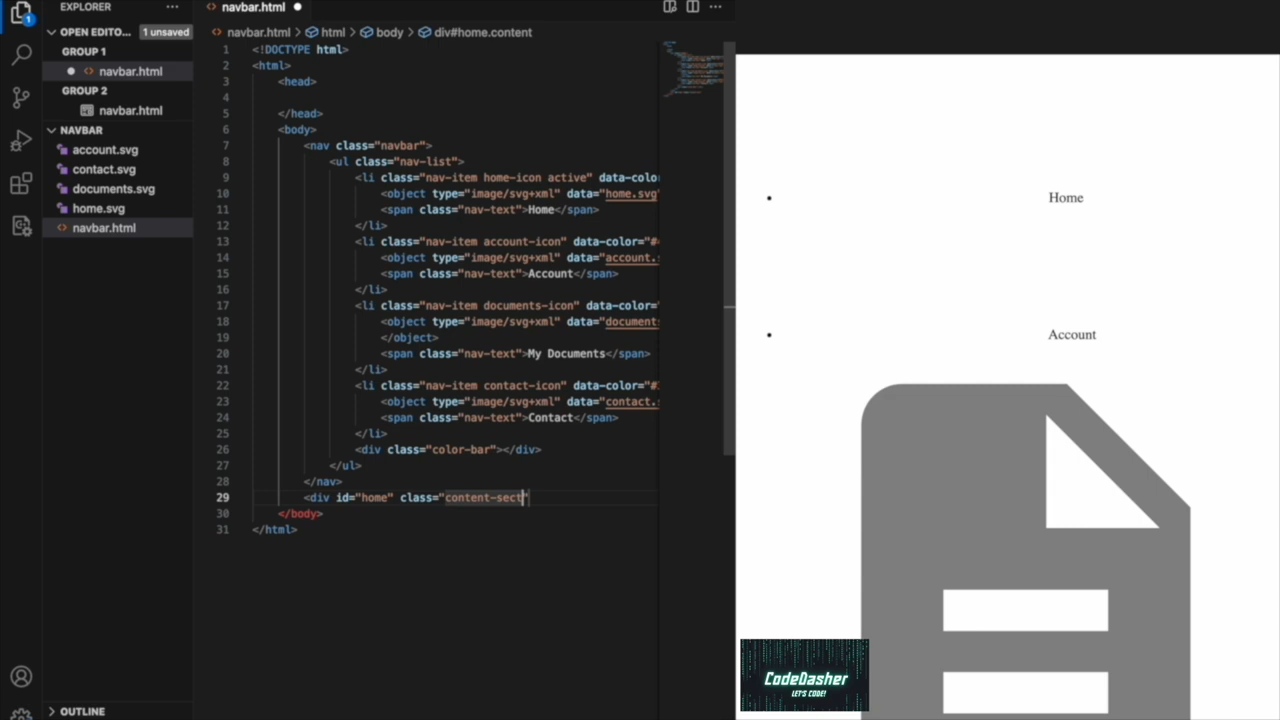 EXPLORER
OPEN EDITO... 1 unsaved
GROUP 1
navbar.html
GROUP 2
navbar.html
NAVBAR
account.svg
contact.svg
documents.svg
home.svg
navbar.html
OUTLINE
1
navbar.html
navbar.html > html > body > div#home.content
1 <!DOCTYPE html>
2 <html>
3 <head>
4
5 </head>
6 <body>
7 <nav class="navbar">
8 <ul class="nav-list">
9 <li class="nav-item home-icon active" data-color
10 <object type="image/svg+xml" data="home.svg"
11 <span class="nav-text">Home</span>
12 </li>
13 <li class="nav-item account-icon" data-color="#
14 <object type="image/svg+xml" data="account.s
15 <span class="nav-text">Account</span>
16 </li>
17 <li class="nav-item documents-icon" data-color="
18 <object type="image/svg+xml" data="document
19 </object>
20 <span class="nav-text">My Documents</span>
21 </li>
22 <li class="nav-item contact-icon" data-color="#
23 <object type="image/svg+xml" data="contact.s
24 <span class="nav-text">Contact</span>
25 </li>
26 <div class="color-bar"></div>
27 </ul>
28 </nav>
29 <div id="home" class="content-sect"
30 </body>
31 </html>
Home
Account
CodeDasher
LET'S CODE!